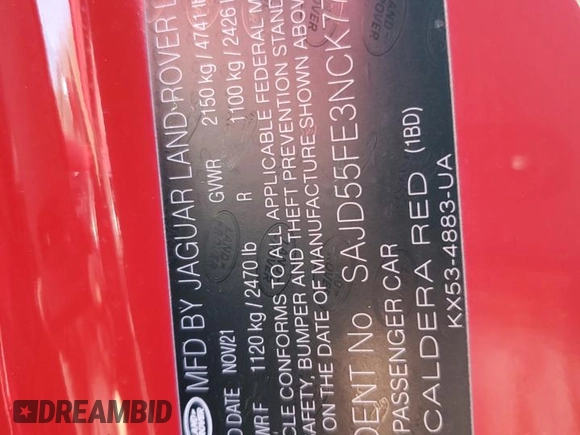 MFD BY JAGUAR LAND ROVER
DATE NOV/21 GVWR 2150 kg / 4741
F 1120 kg / 2470 lb R 1100 kg / 2426
CONFORMS TO ALL APPLICABLE FEDERAL
SAFETY, BUMPER AND THEFT PREVENTION
ON THE DATE OF MANUFACTURE SHOWN ABOV
No. SAJD55FE3NCK7
PASSENGER CAR
CALDERA RED (1BD)
KX53-4883-UA
DREAMBID